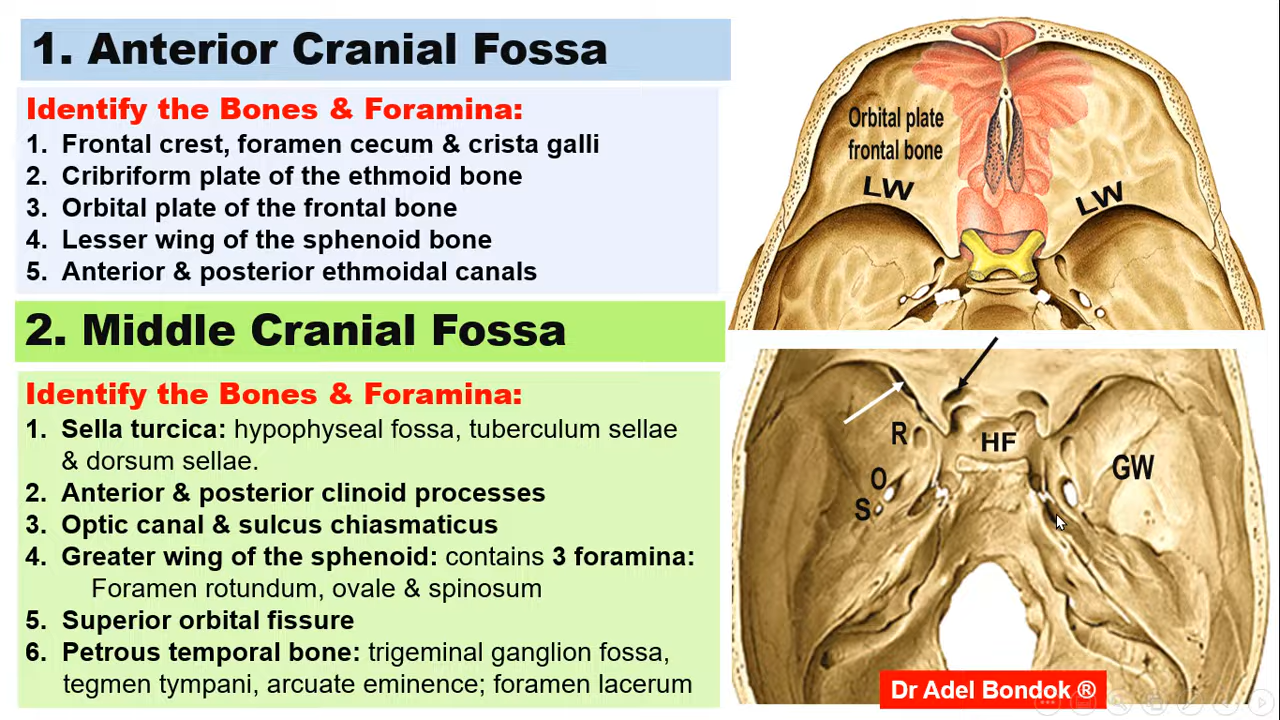 1. Anterior Cranial Fossa
Identify the Bones & Foramina:
1. Frontal crest, foramen cecum & crista galli
2. Cribriform plate of the ethmoid bone
3. Orbital plate of the frontal bone
4. Lesser wing of the sphenoid bone
5. Anterior & posterior ethmoidal canals
2. Middle Cranial Fossa
Identify the Bones & Foramina:
1. Sella turcica: hypophyseal fossa, tuberculum sellae
& dorsum sellae.
2. Anterior & posterior clinoid processes
3. Optic canal & sulcus chiasmaticus
4. Greater wing of the sphenoid: contains 3 foramina:
Foramen rotundum, ovale & spinosum
5. Superior orbital fissure
6. Petrous temporal bone: trigeminal ganglion fossa,
tegmen tympani, arcuate eminence; foramen lacerum
Orbital plate
frontal bone
LW
LW
R
HF
O
GW
S
Dr Adel Bondok ®